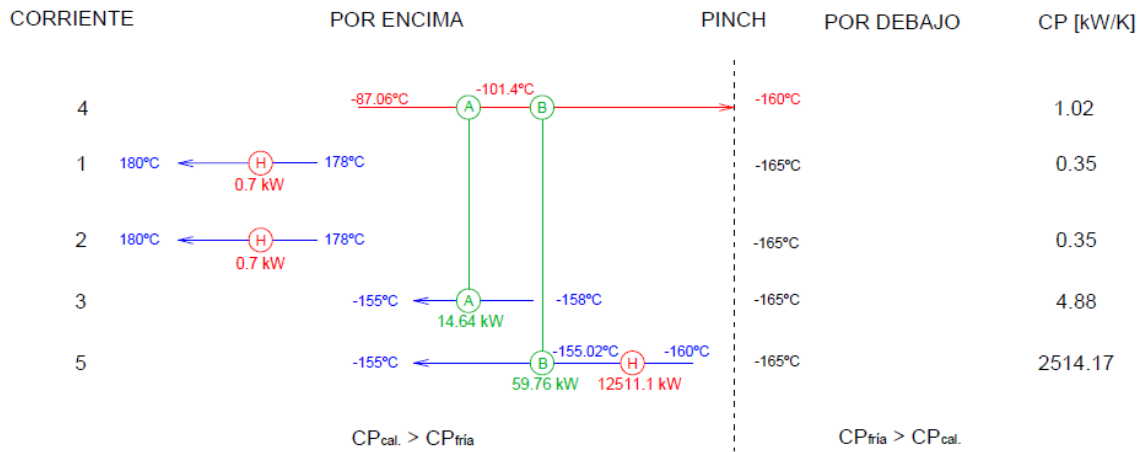 CORRIENTE POR ENCIMA PINCH POR DEBAJO CP [kW/K]
4 -87.06ºC A -101.4ºC B -160ºC 1.02
1 180ºC H 178ºC -165ºC 0.35
0.7 kW
2 180ºC H 178ºC -165ºC 0.35
0.7 kW
3 -155ºC A -158ºC -165ºC 4.88
14.64 kW
5 -155ºC B -155.02ºC H -160ºC -165ºC 2514.17
59.76 kW 12511.1 kW
CPcal. > CPfría CPfría > CPcal.